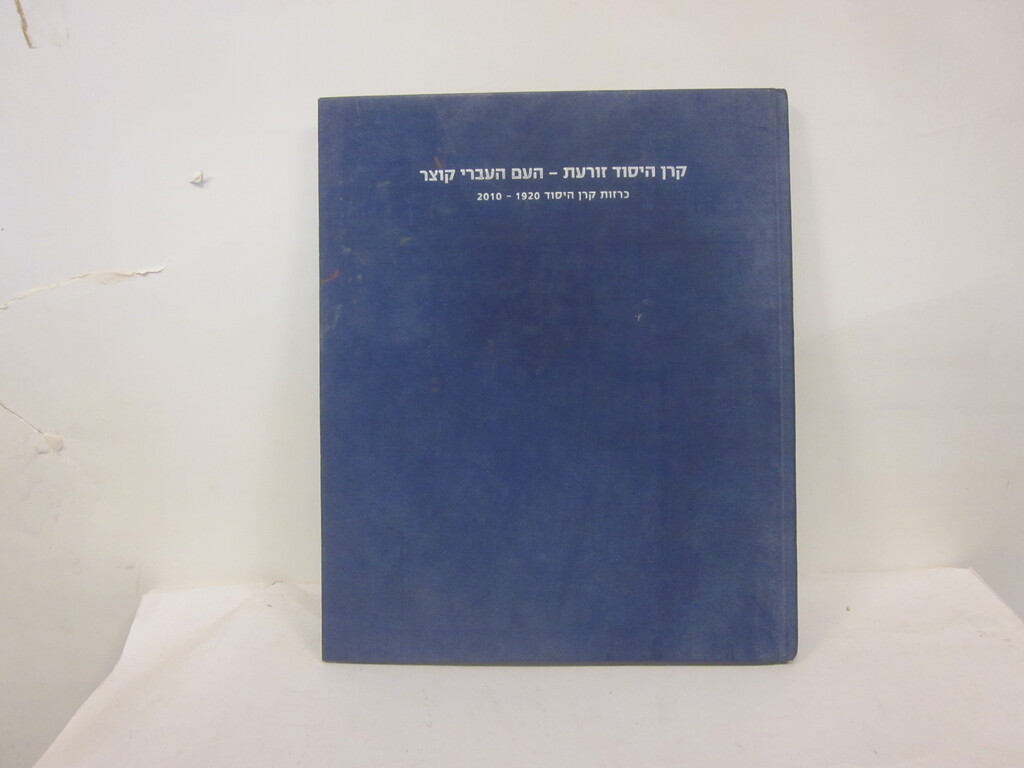 קרן היסוד זורעת – העם העברי קוצר
כרזות קרן היסוד 1920 - 2010